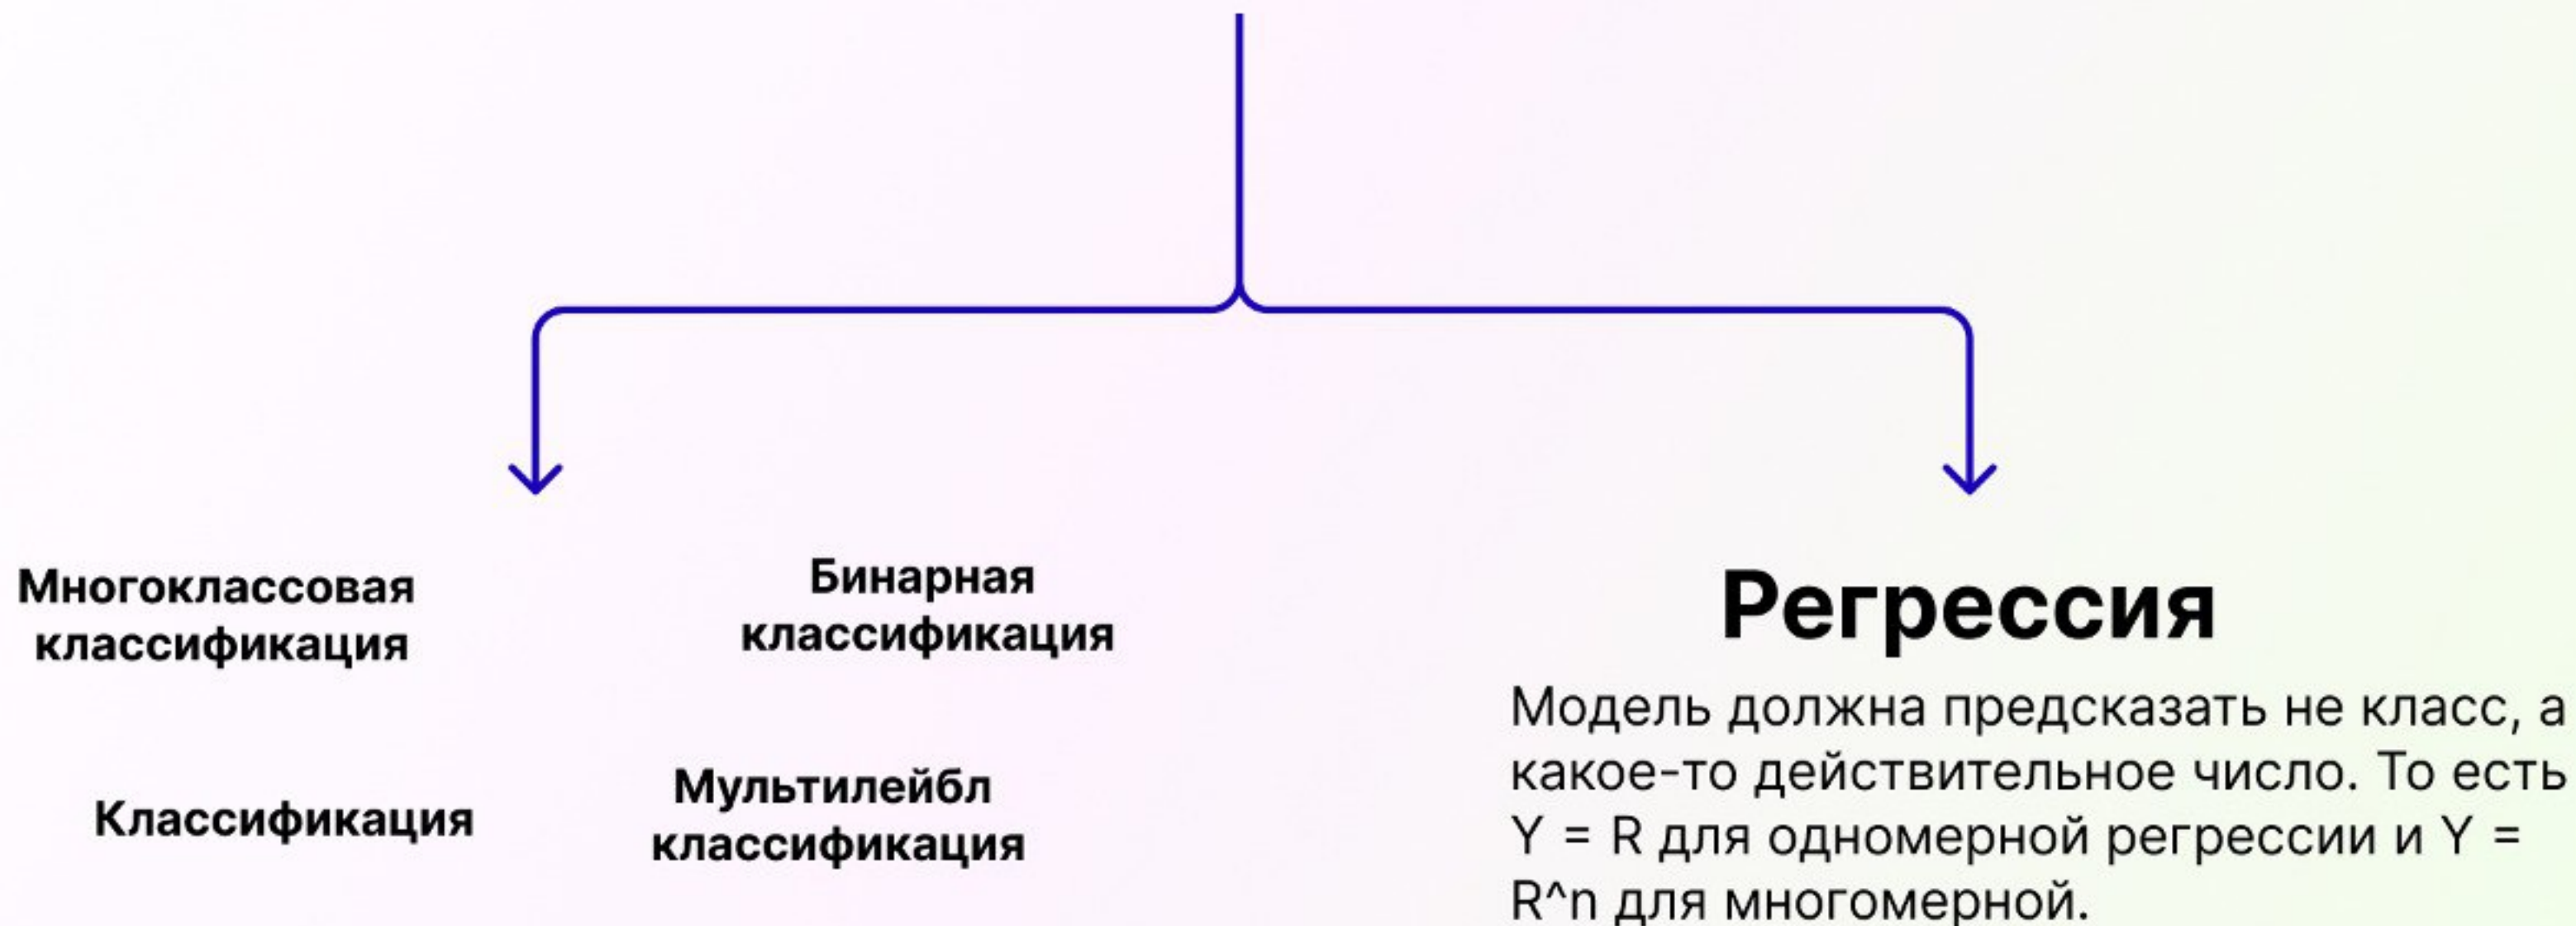 Многоклассовая
классификация
Бинарная
классификация
Классификация
Мультилейбл
классификация
Регрессия
Модель должна предсказать не класс, а
какое-то действительное число. То есть
Y = R для одномерной регрессии и Y =
R^n для многомерной.